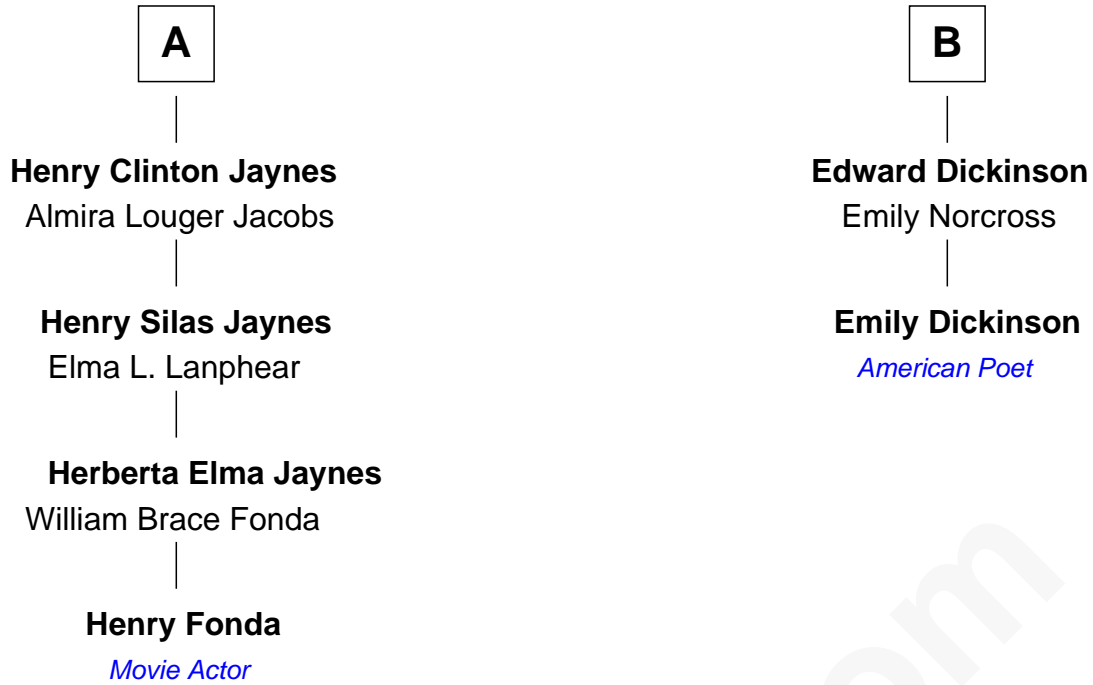 A
Henry Clinton Jaynes
Almira Louger Jacobs
Henry Silas Jaynes
Elma L. Lanphear
Herberta Elma Jaynes
William Brace Fonda
Henry Fonda
Movie Actor
B
Edward Dickinson
Emily Norcross
Emily Dickinson
American Poet
om